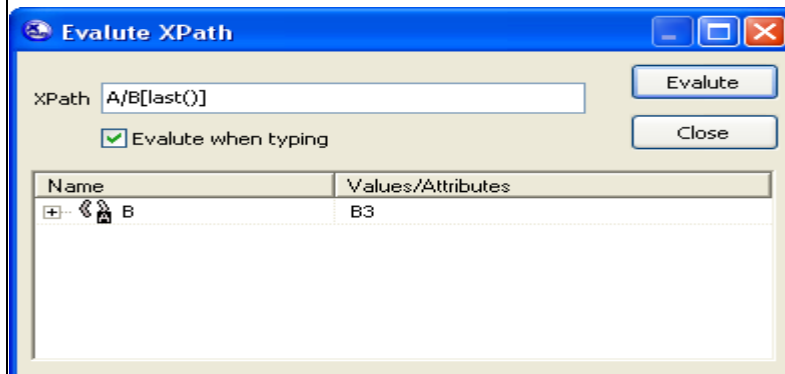 Evalute XPath
XPath A/B[last()] Evalute
Evalute when typing Close
Name Values/Attributes
B B3